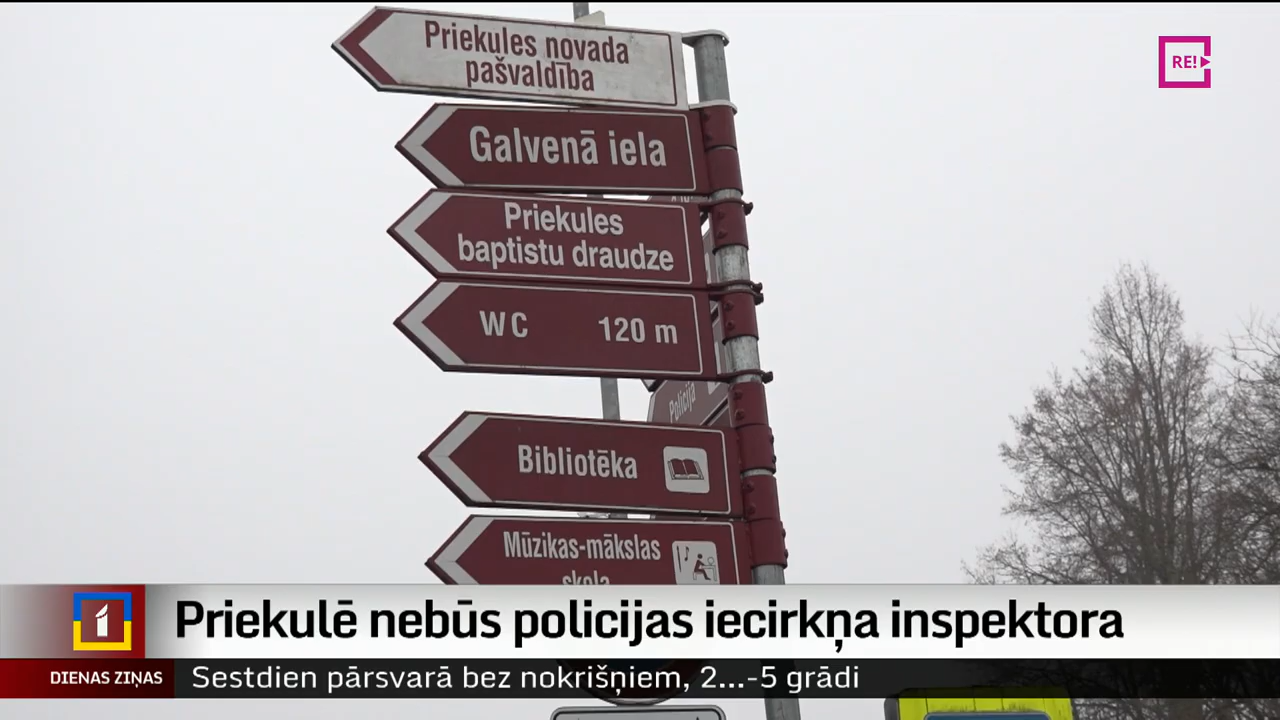 Priekules novada
pašvaldība
RE!
Galvenā iela
Priekules
baptistu draudze
WC 120 m
Policija
Bibliotēka
Mūzikas-mākslas
skola
1
Priekulē nebūs policijas iecirkņa inspektora
DIENAS ZIŅAS
Sestdien pārsvarā bez nokrišņiem, 2...-5 grādi